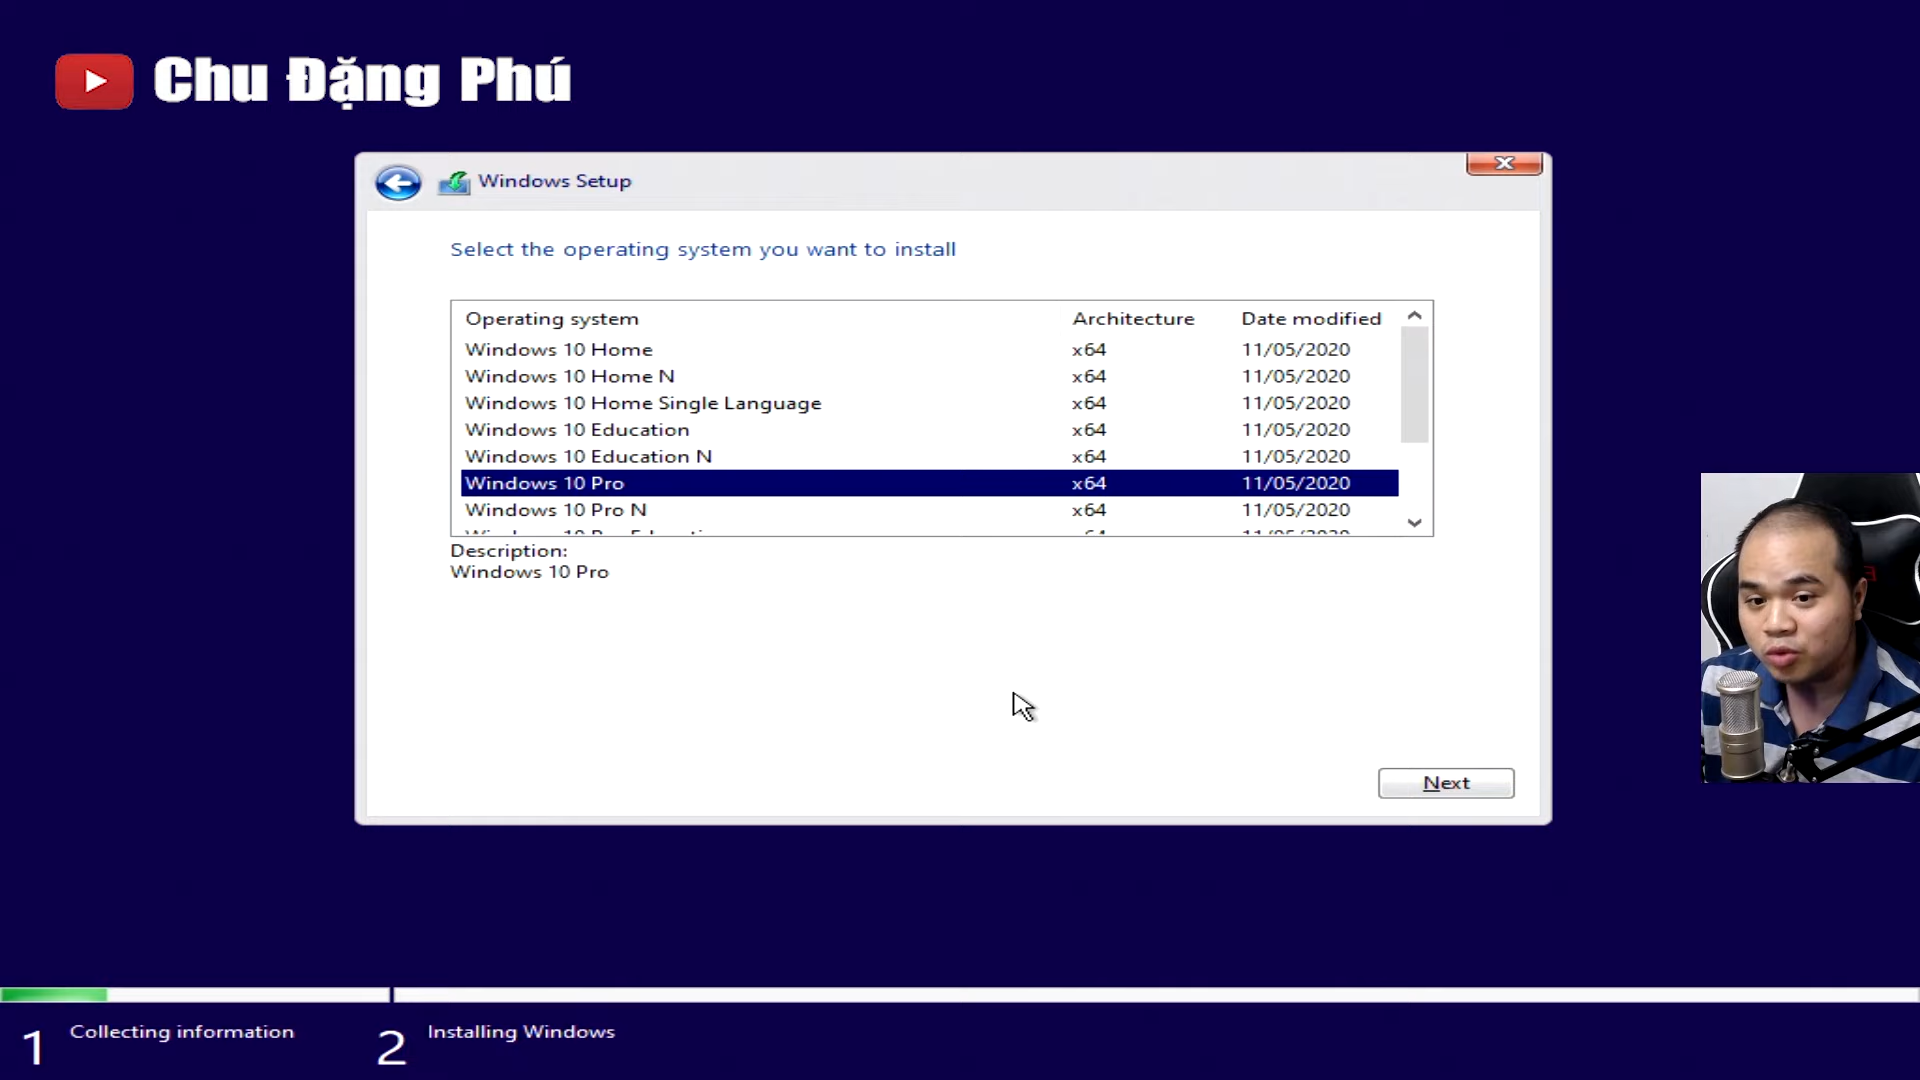 Chu Đặng Phú
Windows Setup
Select the operating system you want to install
Operating system Architecture Date modified
Windows 10 Home x64 11/05/2020
Windows 10 Home N x64 11/05/2020
Windows 10 Home Single Language x64 11/05/2020
Windows 10 Education x64 11/05/2020
Windows 10 Education N x64 11/05/2020
Windows 10 Pro x64 11/05/2020
Windows 10 Pro N x64 11/05/2020
Description:
Windows 10 Pro
Next
1 Collecting information 2 Installing Windows